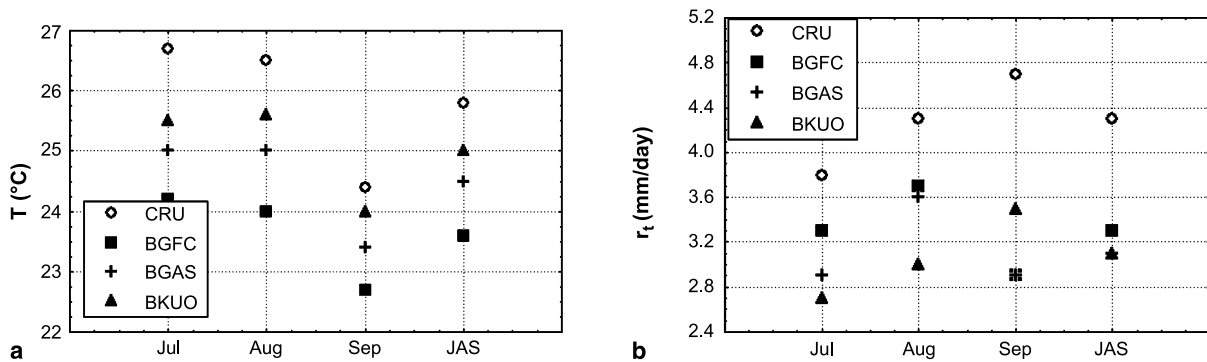 27
26
25
24
23
22
T (°C)
CRU
BGFC
BGAS
BKUO
Jul
Aug
Sep
JAS
a
5.2
4.8
4.4
4.0
3.6
3.2
2.8
2.4
rt (mm/day)
CRU
BGFC
BGAS
BKUO
Jul
Aug
Sep
JAS
b